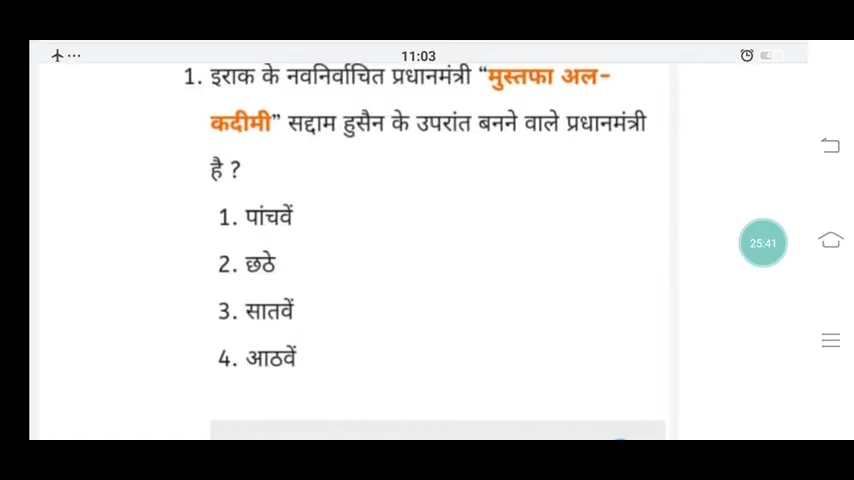 11:03
1. इराक के नवनिर्वाचित प्रधानमंत्री “मुस्तफा अल-
कदीमी” सद्दाम हुसैन के उपरांत बनने वाले प्रधानमंत्री
है ?
1. पांचवें
2. छठे
25:41
3. सातवें
4. आठवें